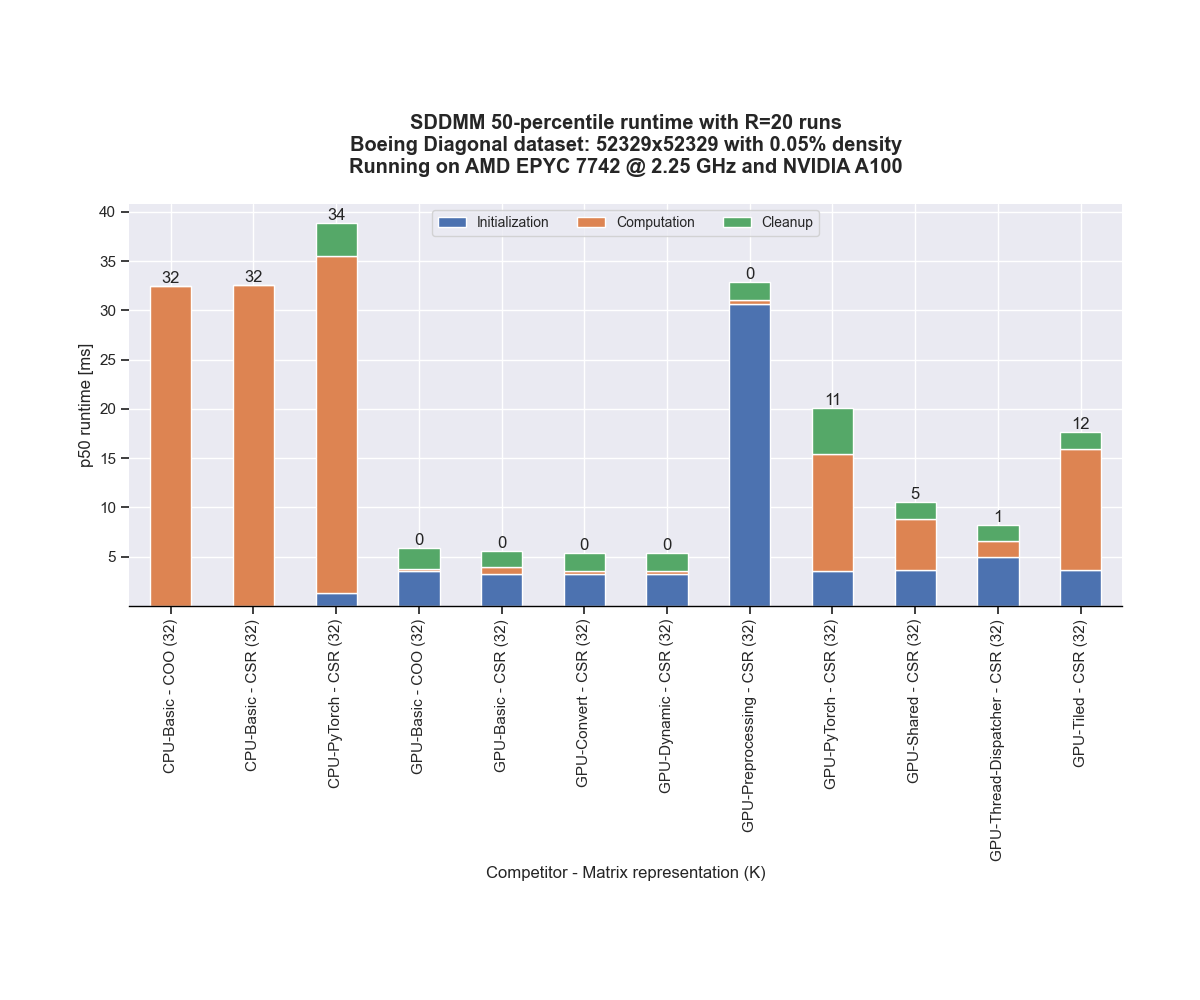 SDDMM 50-percentile runtime with R=20 runs
Boeing Diagonal dataset: 52329x52329 with 0.05% density
Running on AMD EPYC 7742 @ 2.25 GHz and NVIDIA A100
Initialization
Computation
Cleanup
p50 runtime [ms]
40
35
30
25
20
15
10
5
32
32
34
0
0
0
0
0
11
5
1
12
CPU-Basic - COO (32)
CPU-Basic - CSR (32)
CPU-PyTorch - CSR (32)
GPU-Basic - COO (32)
GPU-Basic - CSR (32)
GPU-Convert - CSR (32)
GPU-Dynamic - CSR (32)
GPU-Preprocessing - CSR (32)
GPU-PyTorch - CSR (32)
GPU-Shared - CSR (32)
GPU-Thread-Dispatcher - CSR (32)
GPU-Tiled - CSR (32)
Competitor - Matrix representation (K)